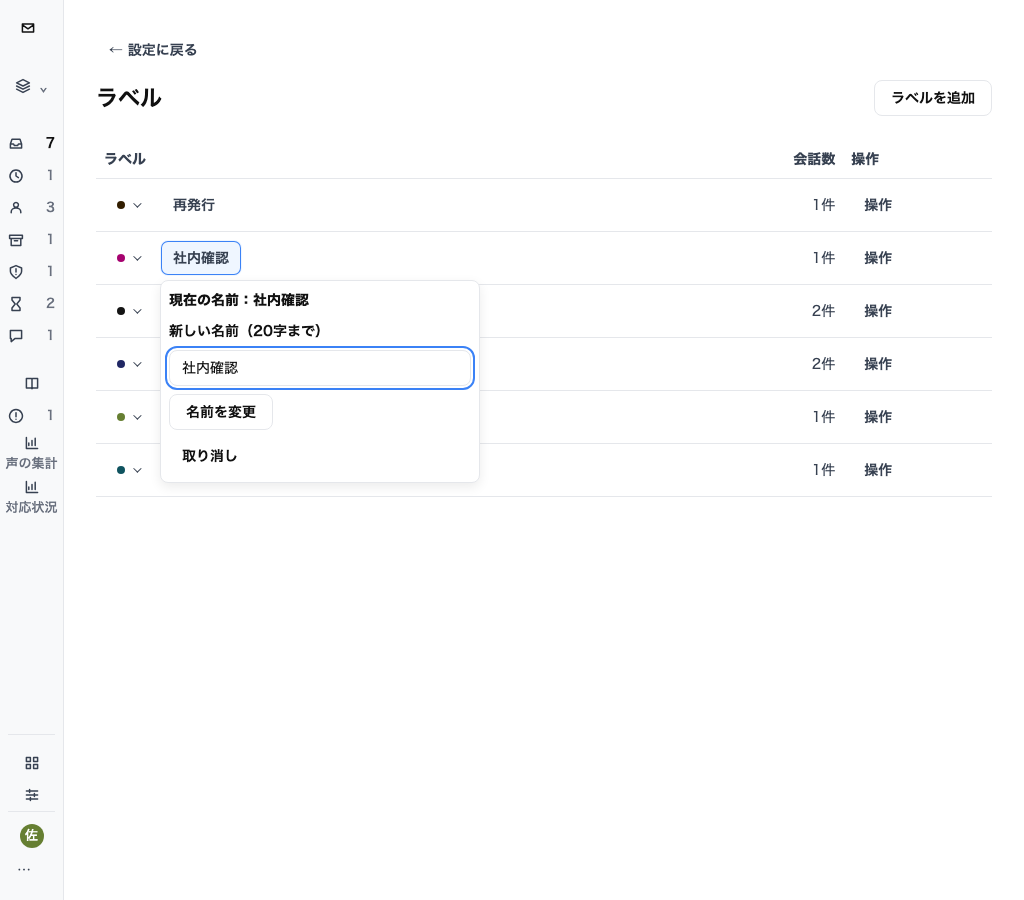 ← 設定に戻る
ラベル
ラベルを追加
7
1
3
1
1
2
1
1
声の集計
対応状況
佐
…
ラベル 会話数 操作
再発行 1件 操作
社内確認 1件 操作
2件 操作
2件 操作
1件 操作
1件 操作
現在の名前：社内確認
新しい名前（20字まで）
社内確認
名前を変更
取り消し